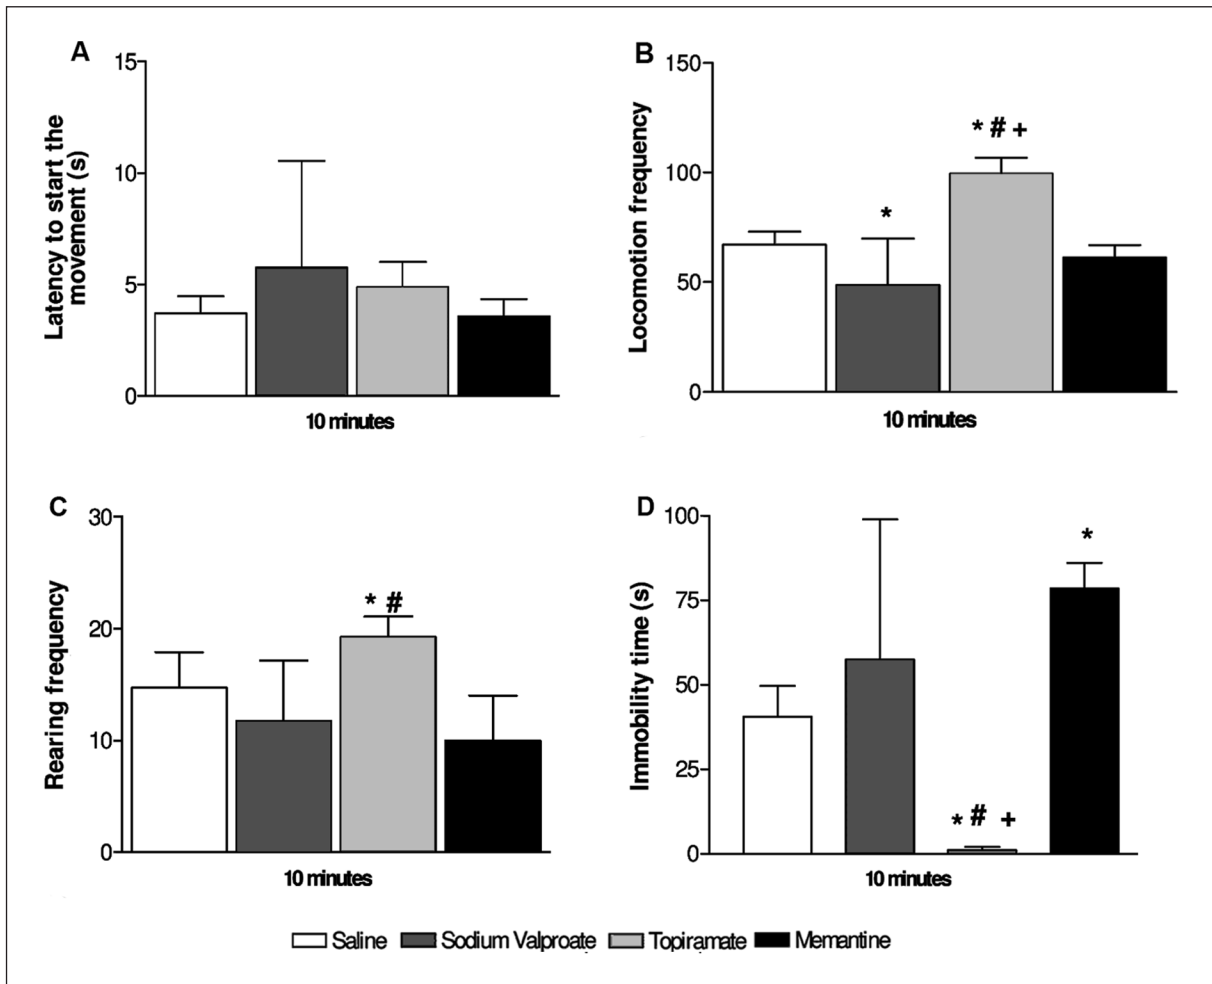 A
Latency to start the
movement (s)
15
10
5
0
10 minutes
B
Locomotion frequency
150
100
50
0
*
* # +
10 minutes
C
Rearing frequency
30
20
10
0
* #
10 minutes
D
Immobility time (s)
100
75
50
25
0
* # +
*
10 minutes
Saline Sodium Valproate Topiramate Memantine